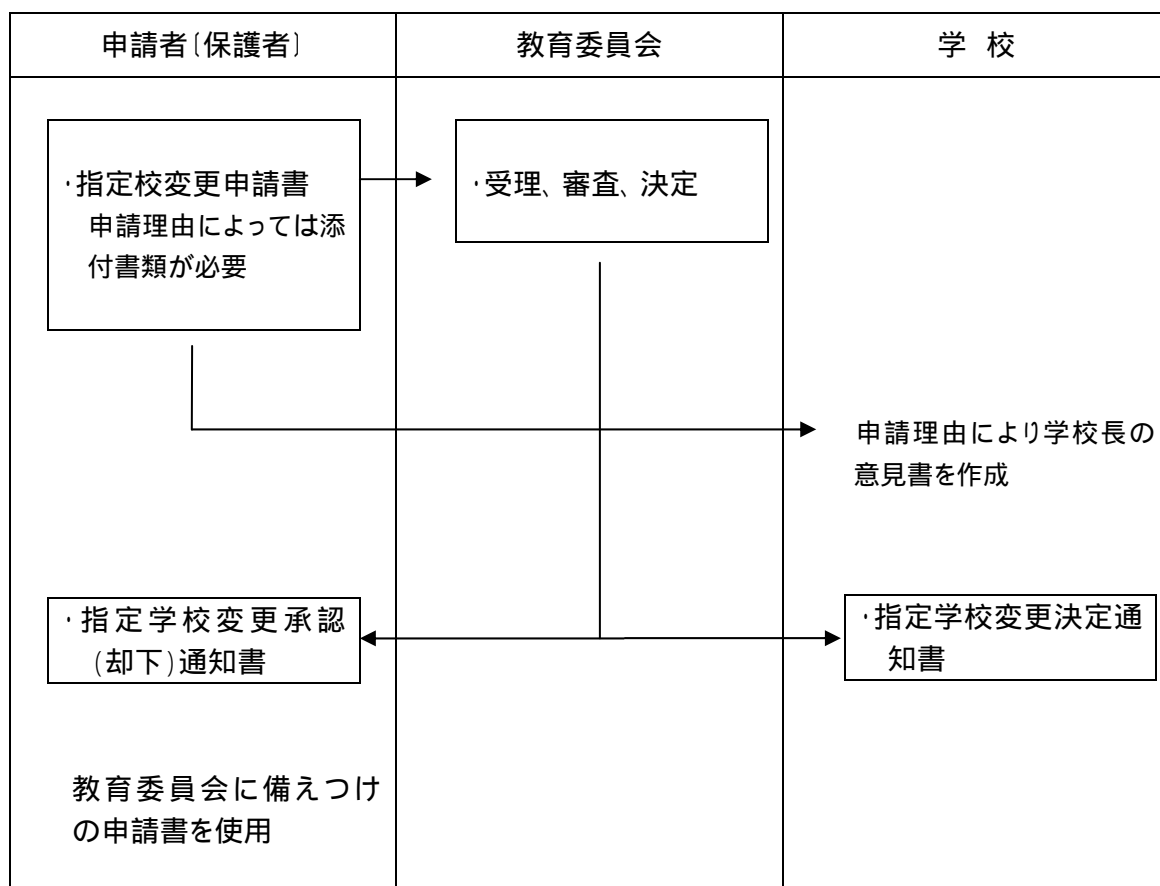 申請者(保護者)
教育委員会
学 校
・指定校変更申請書
申請理由によっては添
付書類が必要
・受理、審査、決定
申請理由により学校長の
意見書を作成
・指定学校変更承認
(却下)通知書
・指定学校変更決定通
知書
教育委員会に備えつけ
の申請書を使用